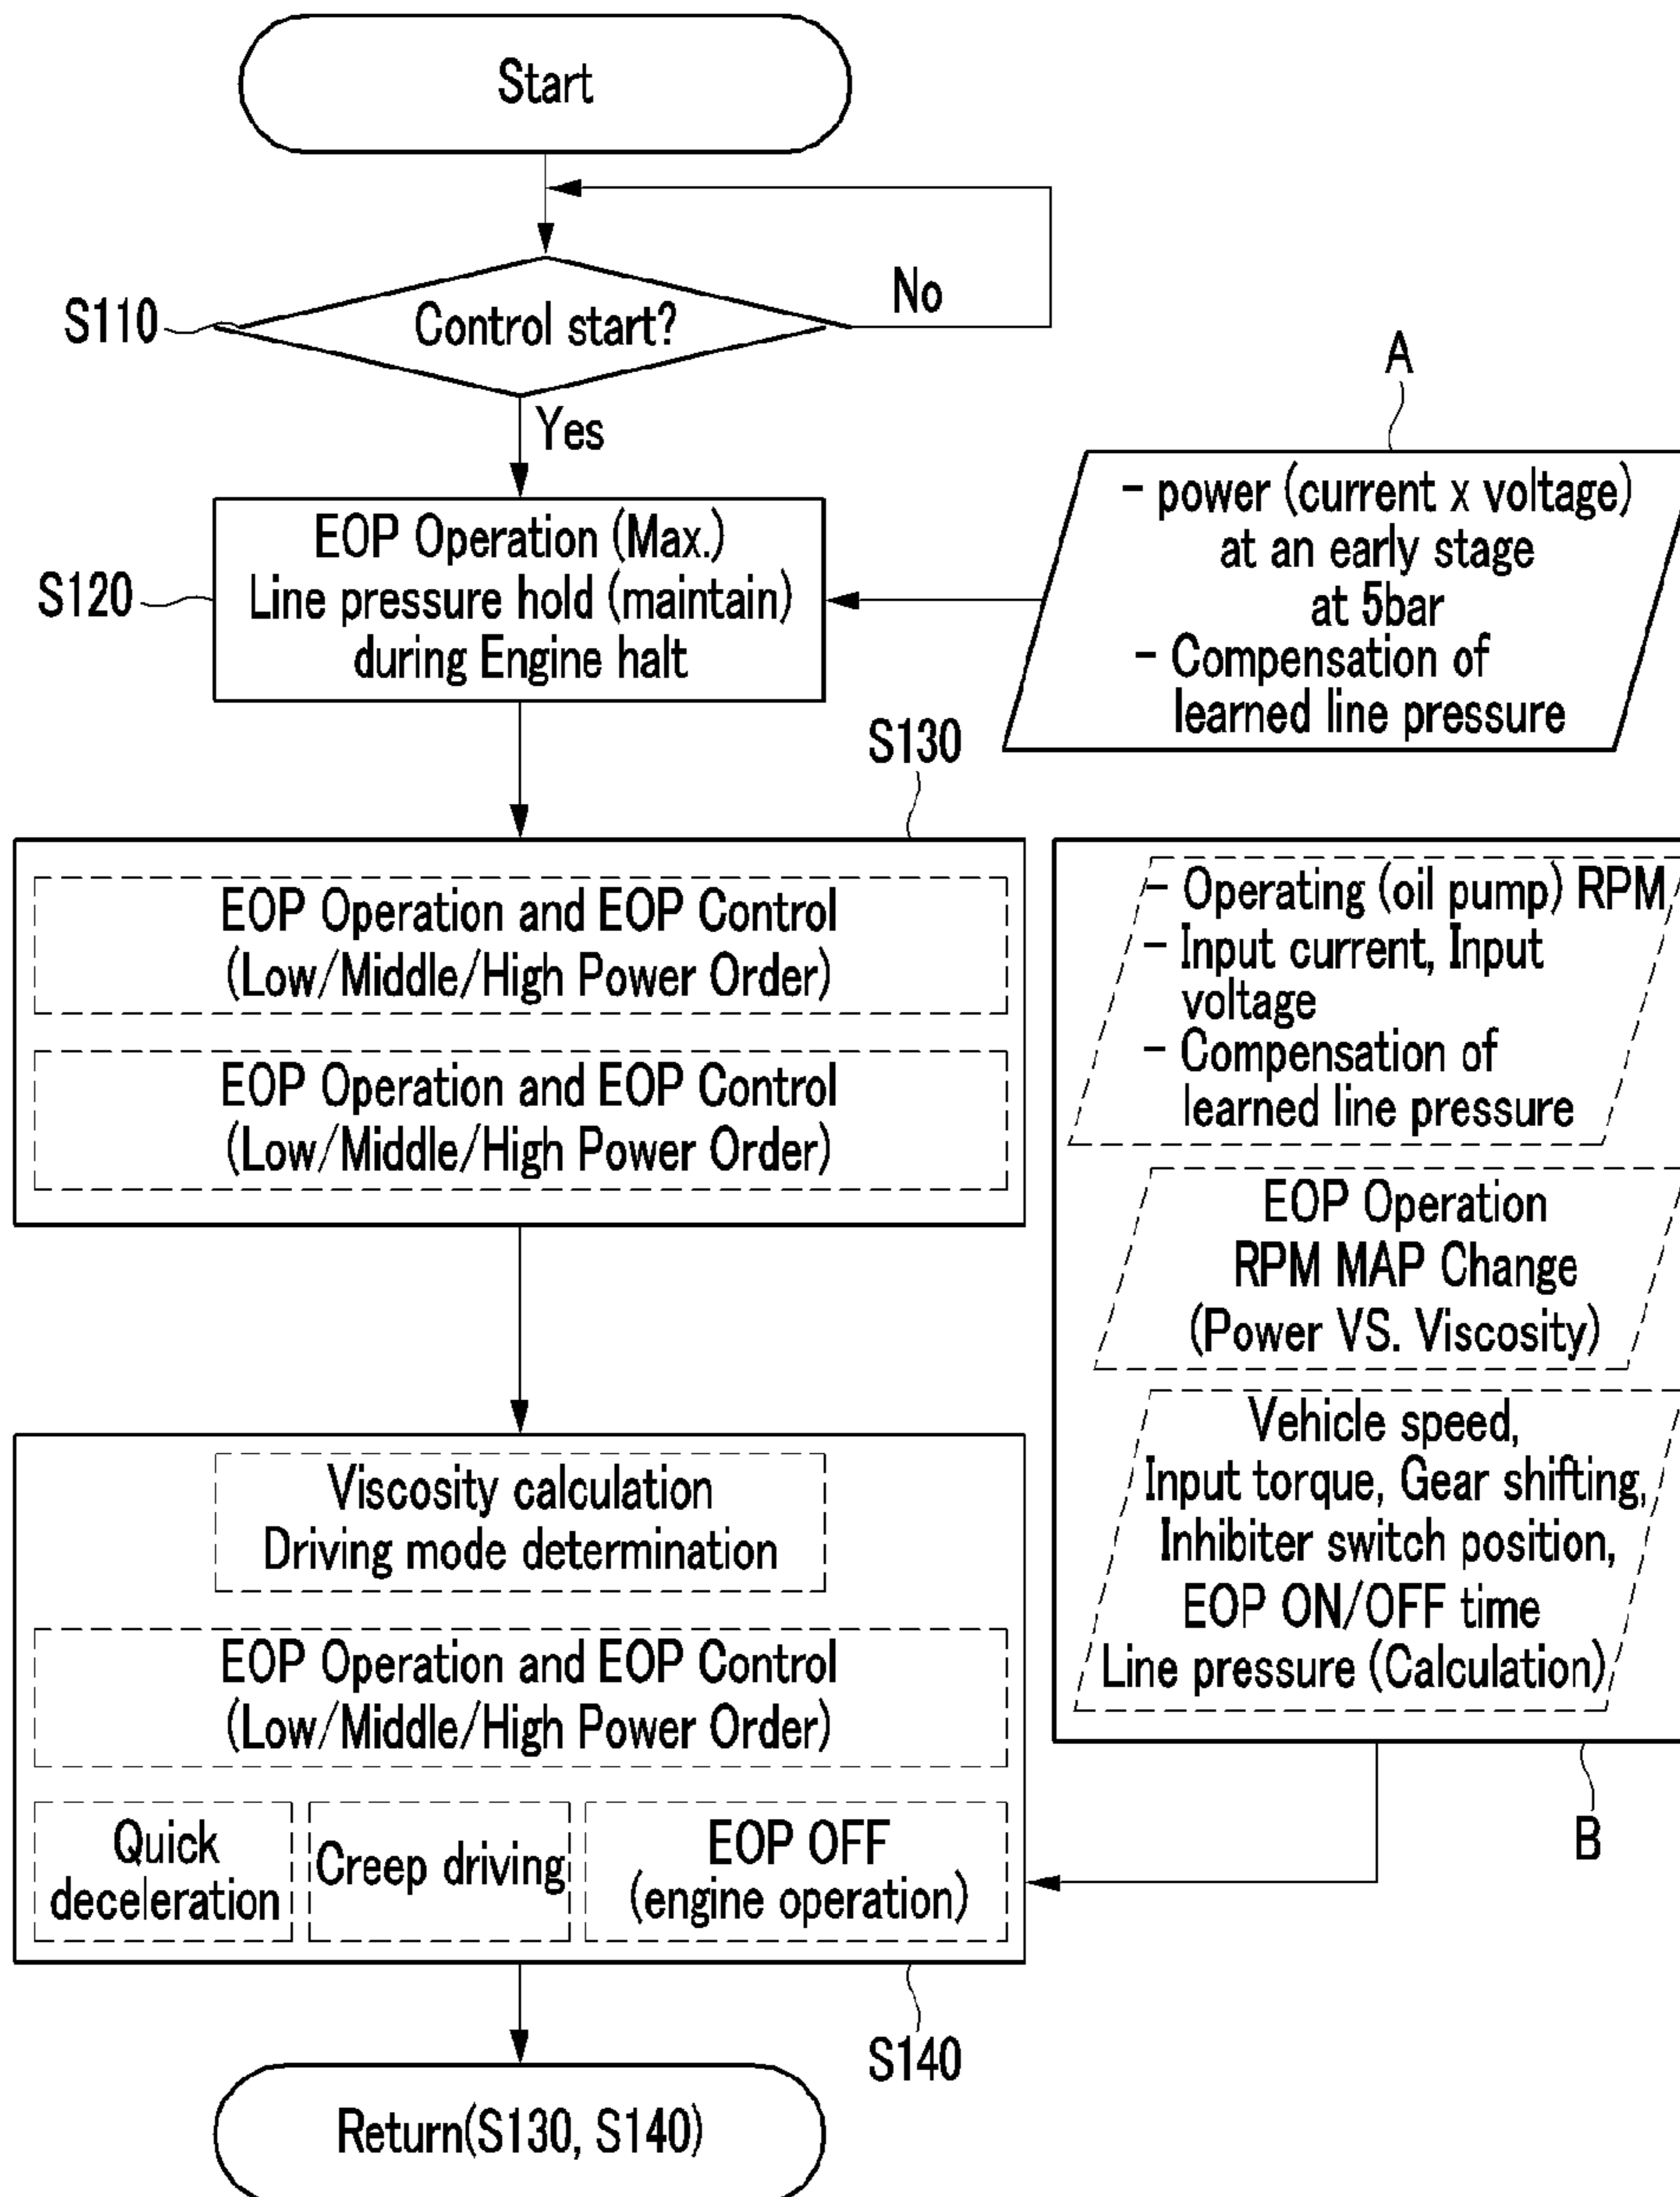 Start
No
S110
Control start?
Yes
A
- power (current x voltage)
at an early stage
at 5bar
- Compensation of
learned line pressure
S120
EOP Operation (Max.)
Line pressure hold (maintain)
during Engine halt
S130
EOP Operation and EOP Control
(Low/Middle/High Power Order)
EOP Operation and EOP Control
(Low/Middle/High Power Order)
- Operating (oil pump) RPM
- Input current, Input
voltage
- Compensation of
learned line pressure
EOP Operation
RPM MAP Change
(Power VS. Viscosity)
Vehicle speed,
Input torque, Gear shifting,
Inhibiter switch position,
EOP ON/OFF time
Line pressure (Calculation)
B
Viscosity calculation
Driving mode determination
EOP Operation and EOP Control
(Low/Middle/High Power Order)
Quick
deceleration
Creep driving
EOP OFF
(engine operation)
S140
Return(S130, S140)